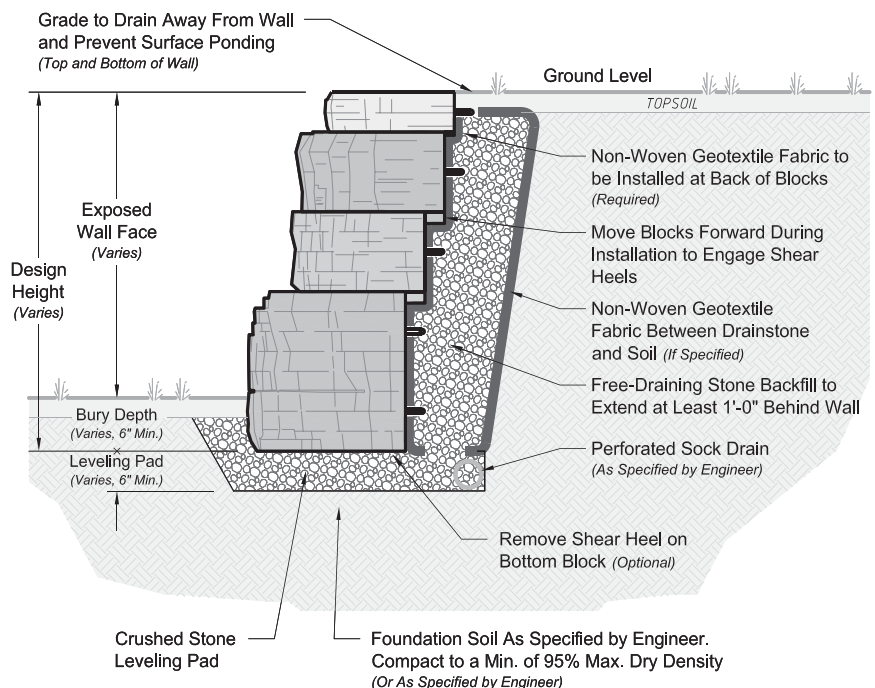 Grade to Drain Away From Wall
and Prevent Surface Ponding
(Top and Bottom of Wall)
Ground Level
TOPSOIL
Non-Woven Geotextile Fabric to
be Installed at Back of Blocks
(Required)
Exposed
Wall Face
(Varies)
Move Blocks Forward During
Installation to Engage Shear
Heels
Design
Height
(Varies)
Non-Woven Geotextile
Fabric Between Drainstone
and Soil (If Specified)
Free-Draining Stone Backfill to
Extend at Least 1'-0" Behind Wall
Bury Depth
(Varies, 6" Min.)
Perforated Sock Drain
(As Specified by Engineer)
Leveling Pad
(Varies, 6" Min.)
Remove Shear Heel on
Bottom Block (Optional)
Crushed Stone
Leveling Pad
Foundation Soil As Specified by Engineer.
Compact to a Min. of 95% Max. Dry Density
(Or As Specified by Engineer)